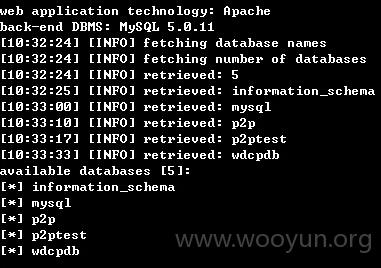 web application technology: Apache
back-end DBMS: MySQL 5.0.11
[10:32:24] [INFO] fetching database names
[10:32:24] [INFO] fetching number of databases
[10:32:24] [INFO] retrieved: 5
[10:32:25] [INFO] retrieved: information_schema
[10:33:00] [INFO] retrieved: mysql
[10:33:10] [INFO] retrieved: p2p
[10:33:17] [INFO] retrieved: p2ptest
[10:33:33] [INFO] retrieved: wdcpdb
available databases [5]:
[*] information_schema
[*] mysql
[*] p2p
[*] p2ptest
[*] wdcpdb
www.wooyun.org